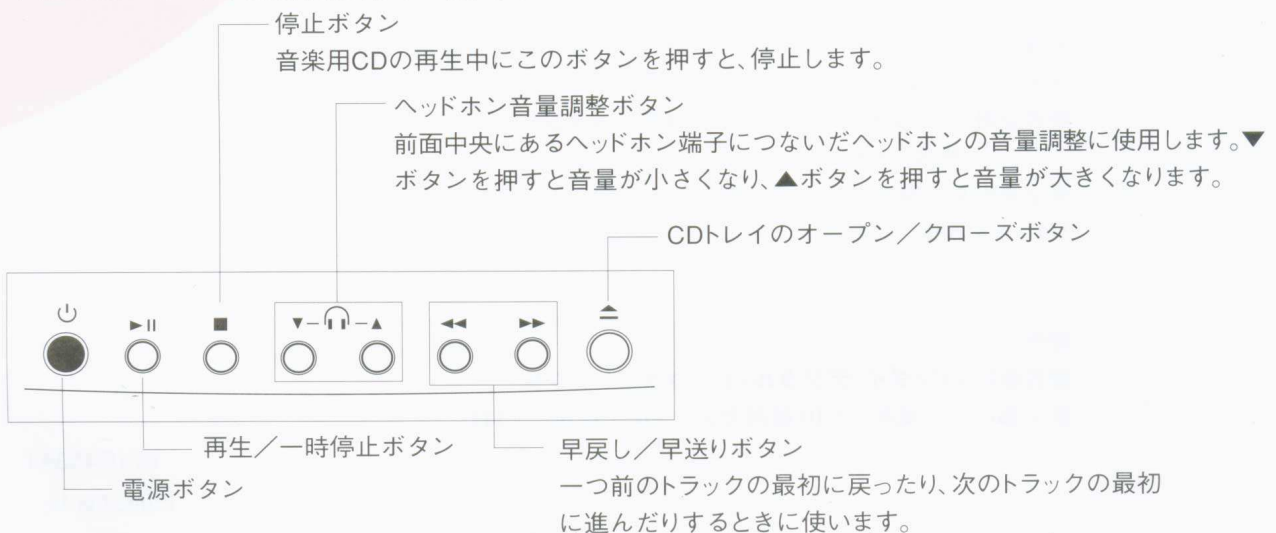 停止ボタン
音楽用CDの再生中にこのボタンを押すと、停止します。
ヘッドホン音量調整ボタン
前面中央にあるヘッドホン端子につないだヘッドホンの音量調整に使用します。▼
ボタンを押すと音量が小さくなり、▲ボタンを押すと音量が大きくなります。
CDトレイのオープン／クローズボタン
再生／一時停止ボタン
電源ボタン
早戻し／早送りボタン
一つ前のトラックの最初に戻ったり、次のトラックの最初
に進んだりするときに使います。